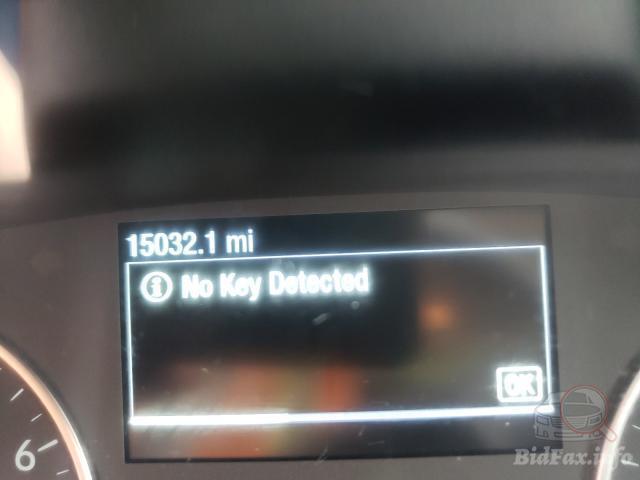 15032.1 mi
No Key Detected
OK
6
BidFax.info